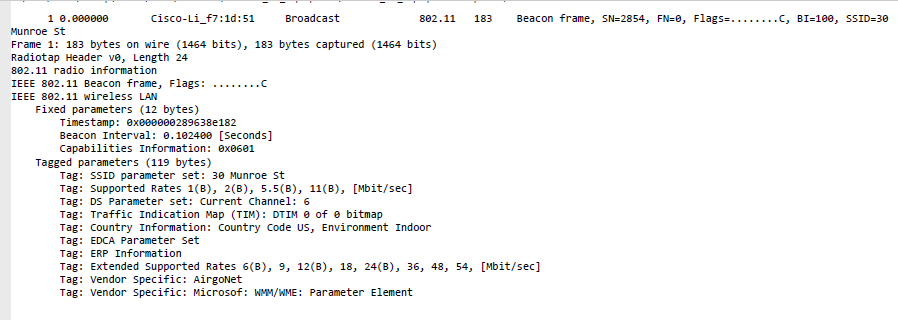 1 0.000000 Cisco-Li_f7:1d:51 Broadcast 802.11 183 Beacon frame, SN=2854, FN=0, Flags=........C, BI=100, SSID=30
Munroe St
Frame 1: 183 bytes on wire (1464 bits), 183 bytes captured (1464 bits)
Radiotap Header v0, Length 24
802.11 radio information
IEEE 802.11 Beacon frame, Flags: ........C
IEEE 802.11 wireless LAN
Fixed parameters (12 bytes)
Timestamp: 0x000000289638e182
Beacon Interval: 0.102400 [Seconds]
Capabilities Information: 0x0601
Tagged parameters (119 bytes)
Tag: SSID parameter set: 30 Munroe St
Tag: Supported Rates 1(B), 2(B), 5.5(B), 11(B), [Mbit/sec]
Tag: DS Parameter set: Current Channel: 6
Tag: Traffic Indication Map (TIM): DTIM 0 of 0 bitmap
Tag: Country Information: Country Code US, Environment Indoor
Tag: EDCA Parameter Set
Tag: ERP Information
Tag: Extended Supported Rates 6(B), 9, 12(B), 18, 24(B), 36, 48, 54, [Mbit/sec]
Tag: Vendor Specific: AirgoNet
Tag: Vendor Specific: Microsof: WMM/WME: Parameter Element